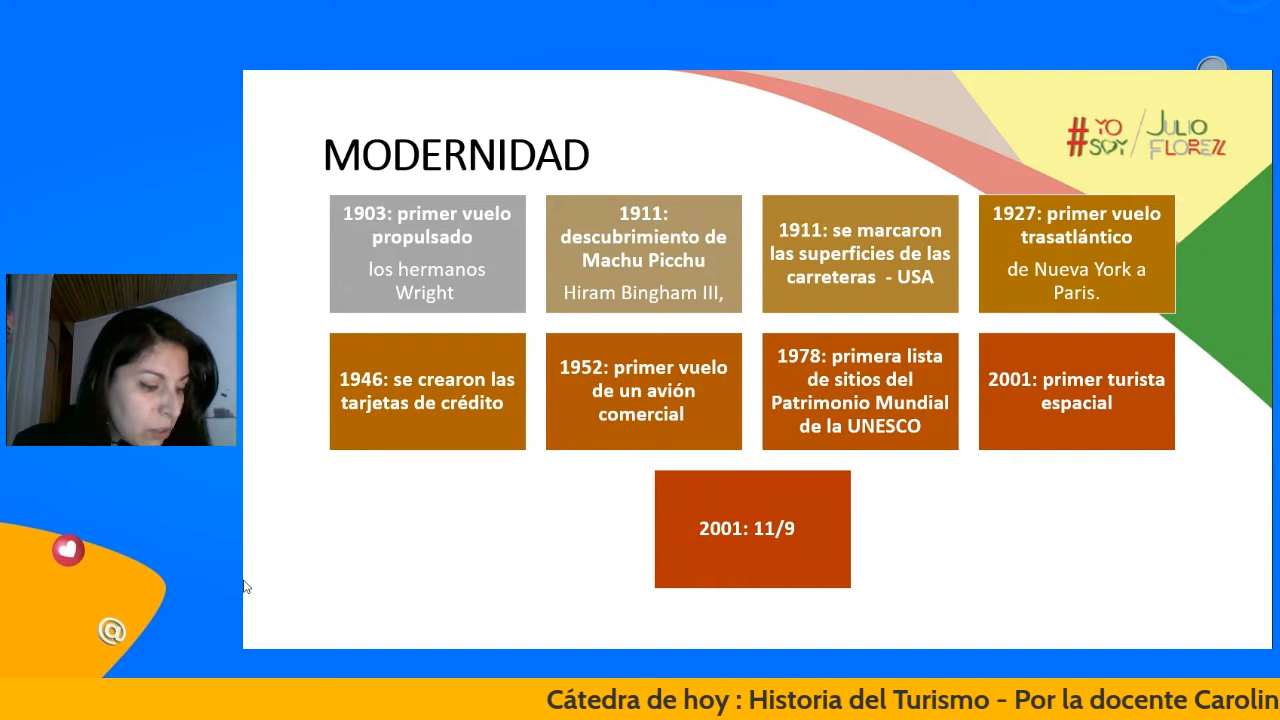 #YO SOY / JULIO FLOREZ
MODERNIDAD
1903: primer vuelo
propulsado
los hermanos
Wright
1911:
descubrimiento de
Machu Picchu
Hiram Bingham III,
1911: se marcaron
las superficies de las
carreteras - USA
1927: primer vuelo
trasatlántico
de Nueva York a
Paris.
1946: se crearon las
tarjetas de crédito
1952: primer vuelo
de un avión
comercial
1978: primera lista
de sitios del
Patrimonio Mundial
de la UNESCO
2001: primer turista
espacial
2001: 11/9
@
Cátedra de hoy : Historia del Turismo - Por la docente Carolin